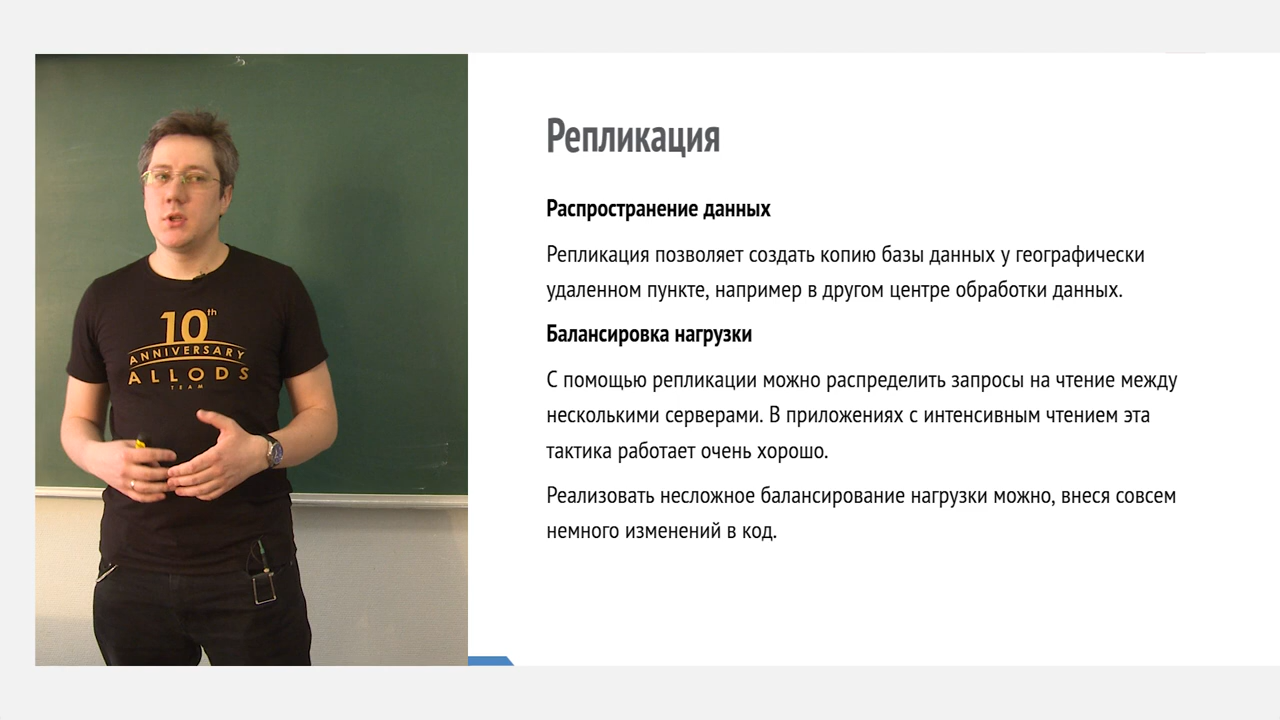 10th
ANNIVERSARY
ALLODS
TEAM
Репликация
Распространение данных
Репликация позволяет создать копию базы данных у географически
удаленном пункте, например в другом центре обработки данных.
Балансировка нагрузки
С помощью репликации можно распределить запросы на чтение между
несколькими серверами. В приложениях с интенсивным чтением эта
тактика работает очень хорошо.
Реализовать несложное балансирование нагрузки можно, внеся совсем
немного изменений в код.